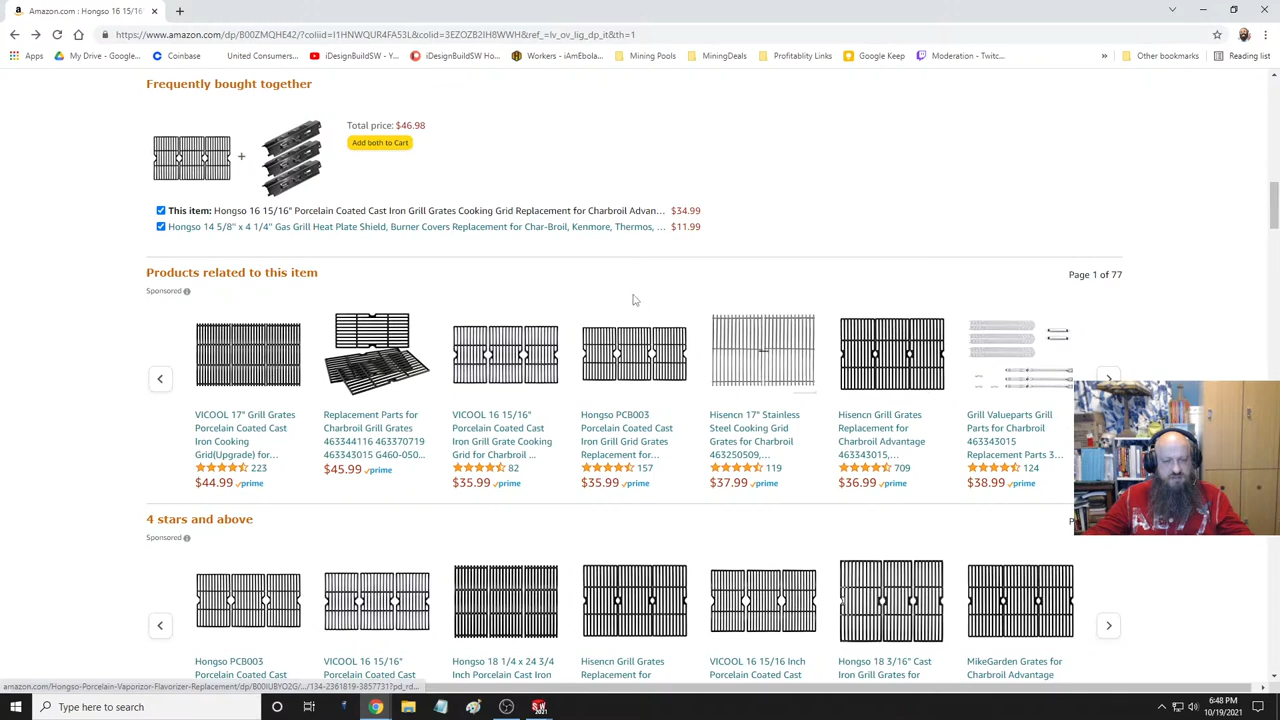 Amazon.com : Hongso 16 15/16"
https://www.amazon.com/dp/B00ZMQHE42/?coliid=I1HNWQUR4FA53L&colid=3EZOZB2IH8WWH&ref_=lv_ov_lig_dp_it&th=1
Apps My Drive – Google... Coinbase United Consumers... iDesignBuildSW - Y... iDesignBuildSW Ho... Workers - iAmEbola... Mining Pools MiningDeals Profitablity Links Google Keep Moderation - Twitc... » Other bookmarks Reading list
Frequently bought together
Total price: $46.98
Add both to Cart
+
This item: Hongso 16 15/16" Porcelain Coated Cast Iron Grill Grates Cooking Grid Replacement for Charbroil Advan... $34.99
Hongso 14 5/8" x 4 1/4" Gas Grill Heat Plate Shield, Burner Covers Replacement for Char-Broil, Kenmore, Thermos, ... $11.99
Products related to this item Page 1 of 77
Sponsored
VICOOL 17" Grill Grates
Porcelain Coated Cast
Iron Cooking
Grid(Upgrade) for...
223
$44.99 prime
Replacement Parts for
Charbroil Grill Grates
463344116 463370719
463343015 G460-050...
$45.99 prime
VICOOL 16 15/16"
Porcelain Coated Cast
Iron Grill Grate Cooking
Grid for Charbroil ...
82
$35.99 prime
Hongso PCB003
Porcelain Coated Cast
Iron Grill Grid Grates
Replacement for...
157
$35.99 prime
Hisencn 17" Stainless
Steel Cooking Grid
Grates for Charbroil
463250509,...
119
$37.99 prime
Hisencn Grill Grates
Replacement for
Charbroil Advantage
463343015,...
709
$36.99 prime
Grill Valueparts Grill
Parts for Charbroil
463343015
Replacement Parts 3...
124
$38.99 prime
4 stars and above
Sponsored
Hongso PCB003
Porcelain Coated Cast
VICOOL 16 15/16"
Porcelain Coated Cast
Hongso 18 1/4 x 24 3/4
Inch Porcelain Cast Iron
Hisencn Grill Grates
Replacement for
VICOOL 16 15/16 Inch
Porcelain Coated Cast
Hongso 18 3/16" Cast
Iron Grill Grates for
MikeGarden Grates for
Charbroil Advantage
amazon.com/Hongso-Porcelain-Vaporizor-Flavorizer-Replacement/dp/B00IUBYO2G/.../134-2361819-3857731?pd_rd...
Type here to search
6:48 PM
10/19/2021